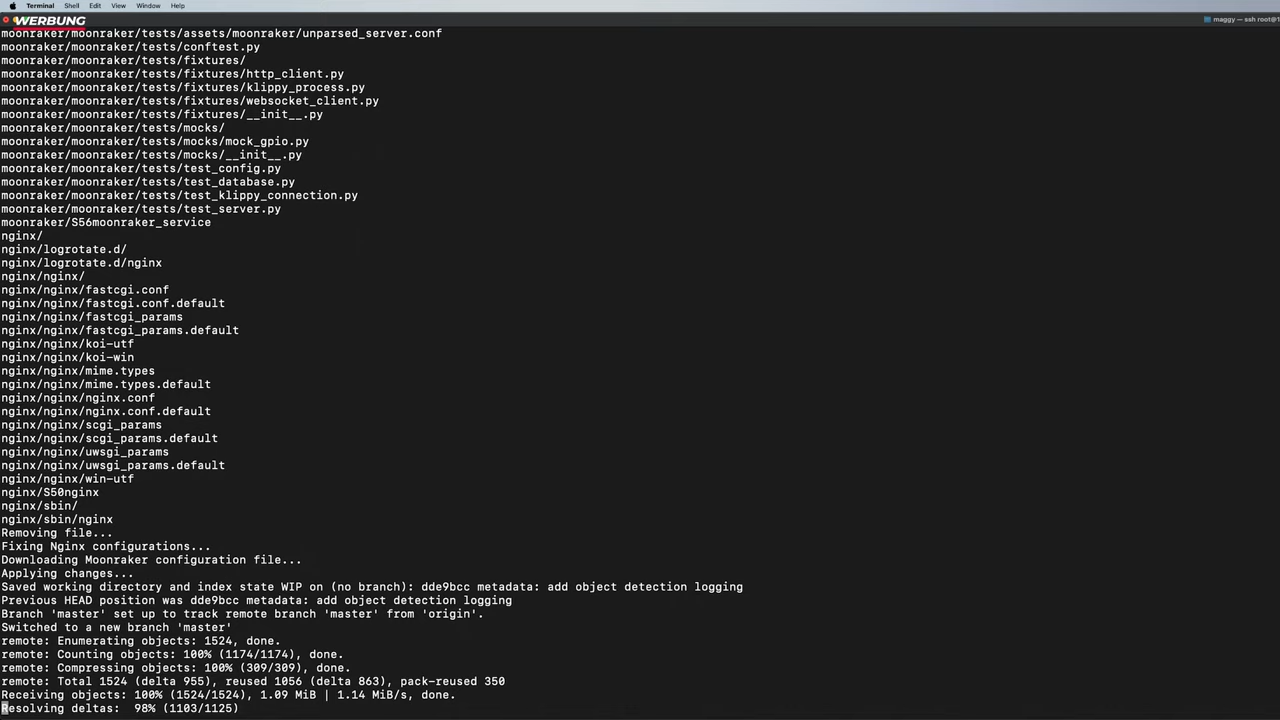 Terminal Shell Edit View Window Help
WERBUNG
maggy — ssh root@1
moonraker/moonraker/tests/assets/moonraker/unparsed_server.conf
moonraker/moonraker/tests/conftest.py
moonraker/moonraker/tests/fixtures/
moonraker/moonraker/tests/fixtures/http_client.py
moonraker/moonraker/tests/fixtures/klippy_process.py
moonraker/moonraker/tests/fixtures/websocket_client.py
moonraker/moonraker/tests/fixtures/__init__.py
moonraker/moonraker/tests/mocks/
moonraker/moonraker/tests/mocks/mock_gpio.py
moonraker/moonraker/tests/mocks/__init__.py
moonraker/moonraker/tests/test_config.py
moonraker/moonraker/tests/test_database.py
moonraker/moonraker/tests/test_klippy_connection.py
moonraker/moonraker/tests/test_server.py
moonraker/S56moonraker_service
nginx/
nginx/logrotate.d/
nginx/logrotate.d/nginx
nginx/nginx/
nginx/nginx/fastcgi.conf
nginx/nginx/fastcgi.conf.default
nginx/nginx/fastcgi_params
nginx/nginx/fastcgi_params.default
nginx/nginx/koi-utf
nginx/nginx/koi-win
nginx/nginx/mime.types
nginx/nginx/mime.types.default
nginx/nginx/nginx.conf
nginx/nginx/nginx.conf.default
nginx/nginx/scgi_params
nginx/nginx/scgi_params.default
nginx/nginx/uwsgi_params
nginx/nginx/uwsgi_params.default
nginx/nginx/win-utf
nginx/S50nginx
nginx/sbin/
nginx/sbin/nginx
Removing file...
Fixing Nginx configurations...
Downloading Moonraker configuration file...
Applying changes...
Saved working directory and index state WIP on (no branch): dde9bcc metadata: add object detection logging
Previous HEAD position was dde9bcc metadata: add object detection logging
Branch 'master' set up to track remote branch 'master' from 'origin'.
Switched to a new branch 'master'
remote: Enumerating objects: 1524, done.
remote: Counting objects: 100% (1174/1174), done.
remote: Compressing objects: 100% (309/309), done.
remote: Total 1524 (delta 955), reused 1056 (delta 863), pack-reused 350
Receiving objects: 100% (1524/1524), 1.09 MiB | 1.14 MiB/s, done.
Resolving deltas:  98% (1103/1125)